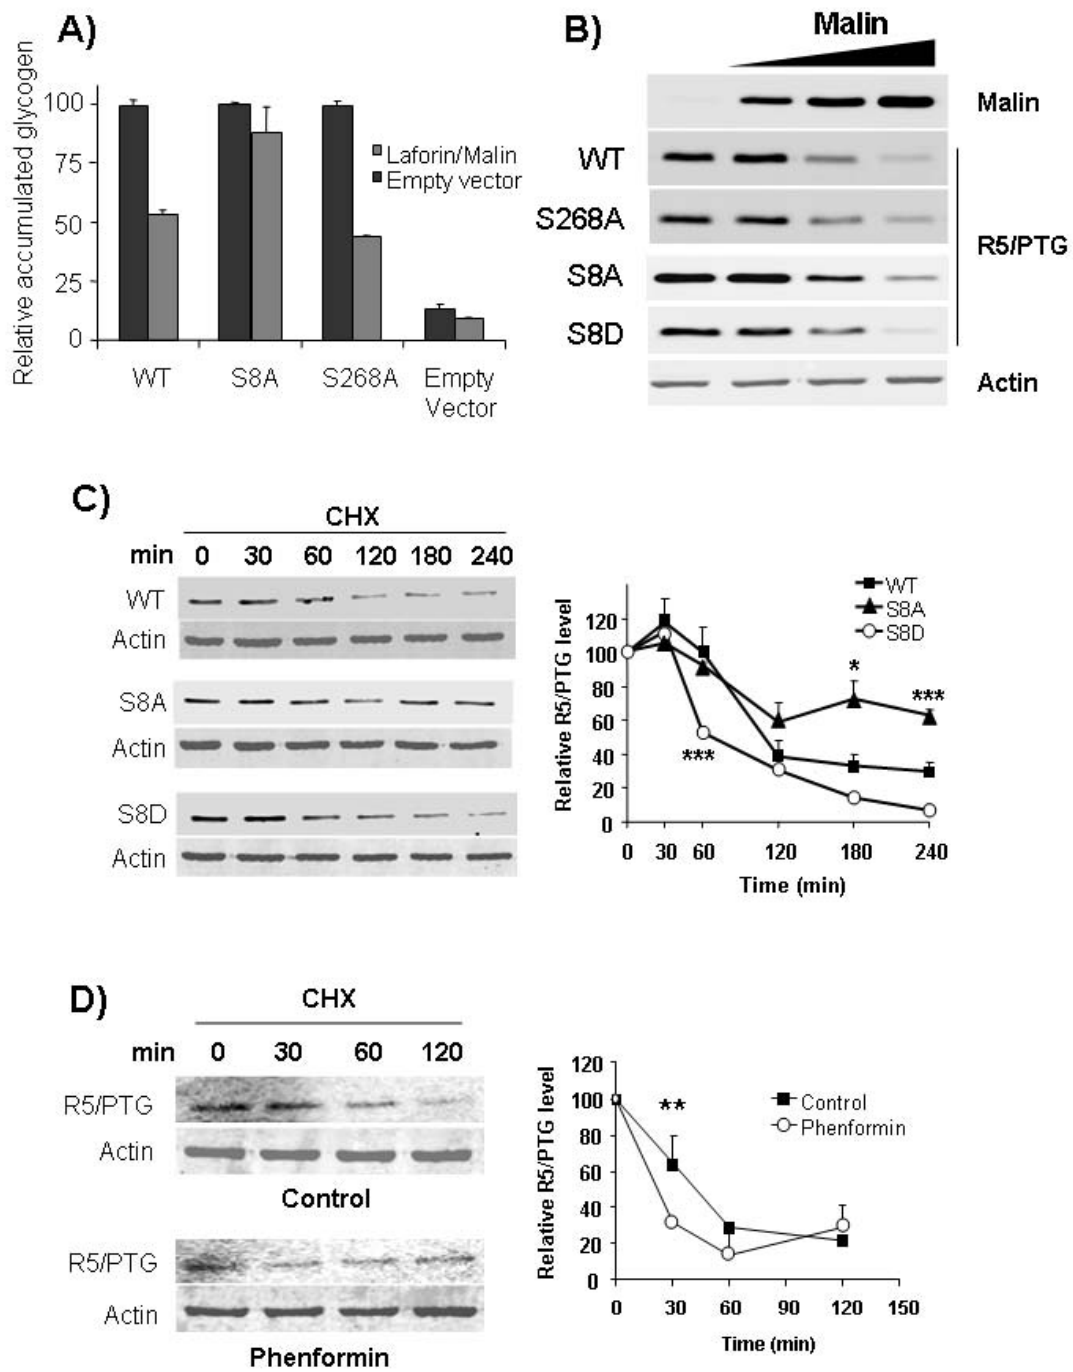 A)
Relative accumulated glycogen
100
75
50
25
0
Laforin/Malin
Empty vector
WT S8A S268A Empty Vector
B)
Malin
Malin
WT
S268A
S8A
S8D
R5/PTG
Actin
C)
CHX
min 0 30 60 120 180 240
WT
Actin
S8A
Actin
S8D
Actin
Relative R5/PTG level
120
100
80
60
40
20
0
WT
S8A
S8D
*
***
***
0 30 60 120 180 240
Time (min)
D)
CHX
min 0 30 60 120
R5/PTG
Actin
Control
R5/PTG
Actin
Phenformin
Relative R5/PTG level
120
100
80
60
40
20
0
**
Control
Phenformin
0 30 60 90 120 150
Time (min)